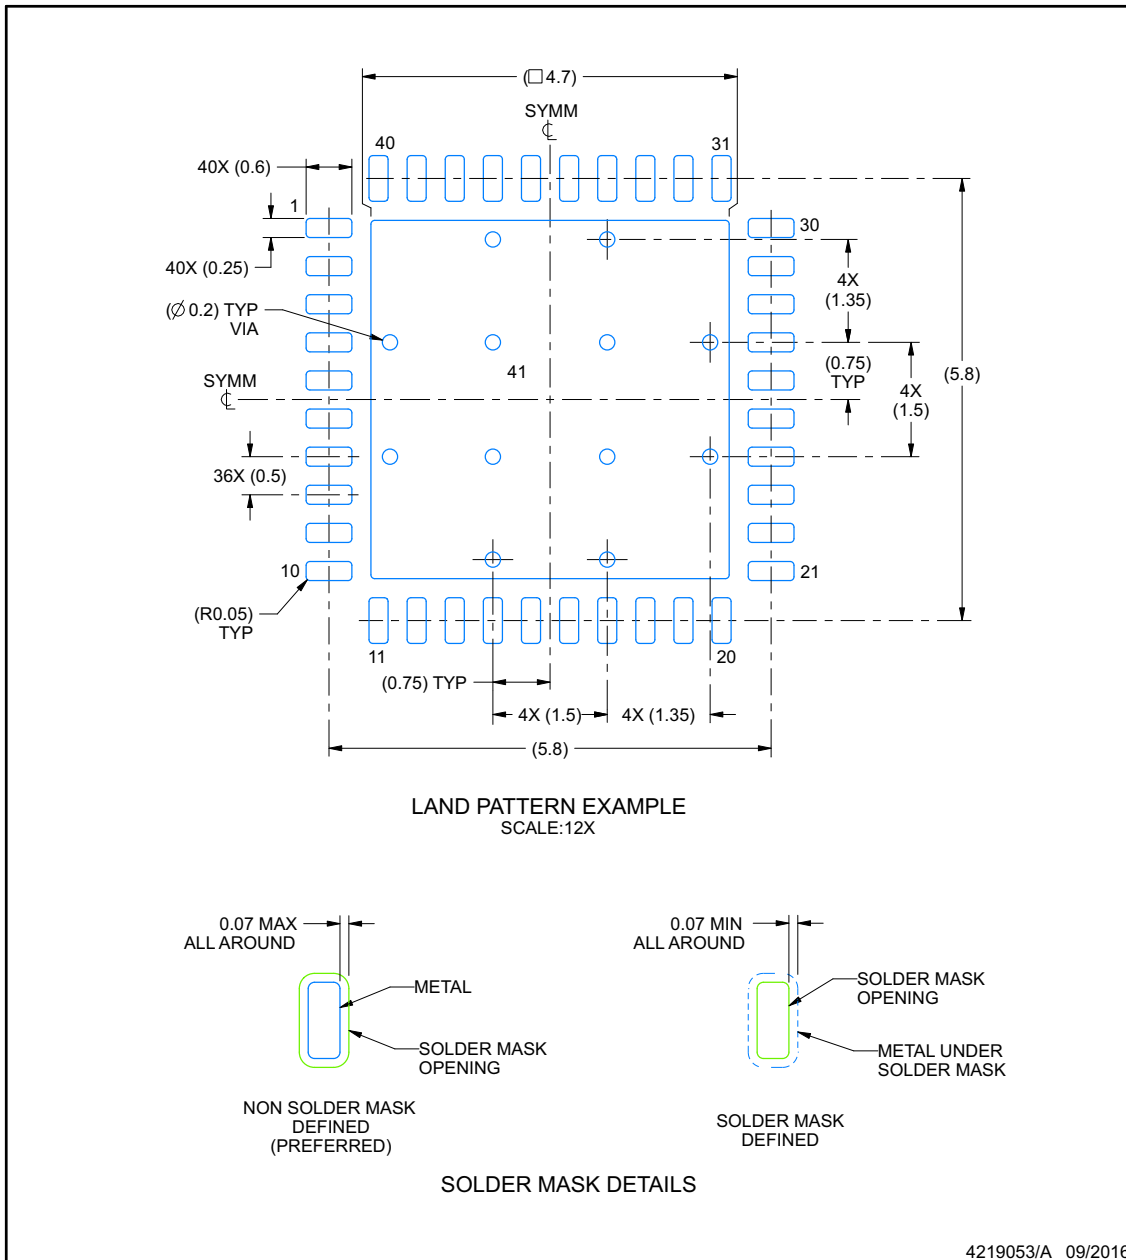 (□ 4.7)
SYMM
℄
40
31
40X (0.6)
1
30
40X (0.25)
4X
(1.35)
(∅ 0.2) TYP
VIA
(0.75)
TYP
41
SYMM
℄
(5.8)
4X
(1.5)
36X (0.5)
10
21
(R0.05)
TYP
11
20
(0.75) TYP
4X (1.5)
4X (1.35)
(5.8)
LAND PATTERN EXAMPLE
SCALE:12X
0.07 MAX
ALL AROUND
METAL
SOLDER MASK
OPENING
NON SOLDER MASK
DEFINED
(PREFERRED)
0.07 MIN
ALL AROUND
SOLDER MASK
OPENING
METAL UNDER
SOLDER MASK
SOLDER MASK
DEFINED
SOLDER MASK DETAILS
4219053/A 09/2016